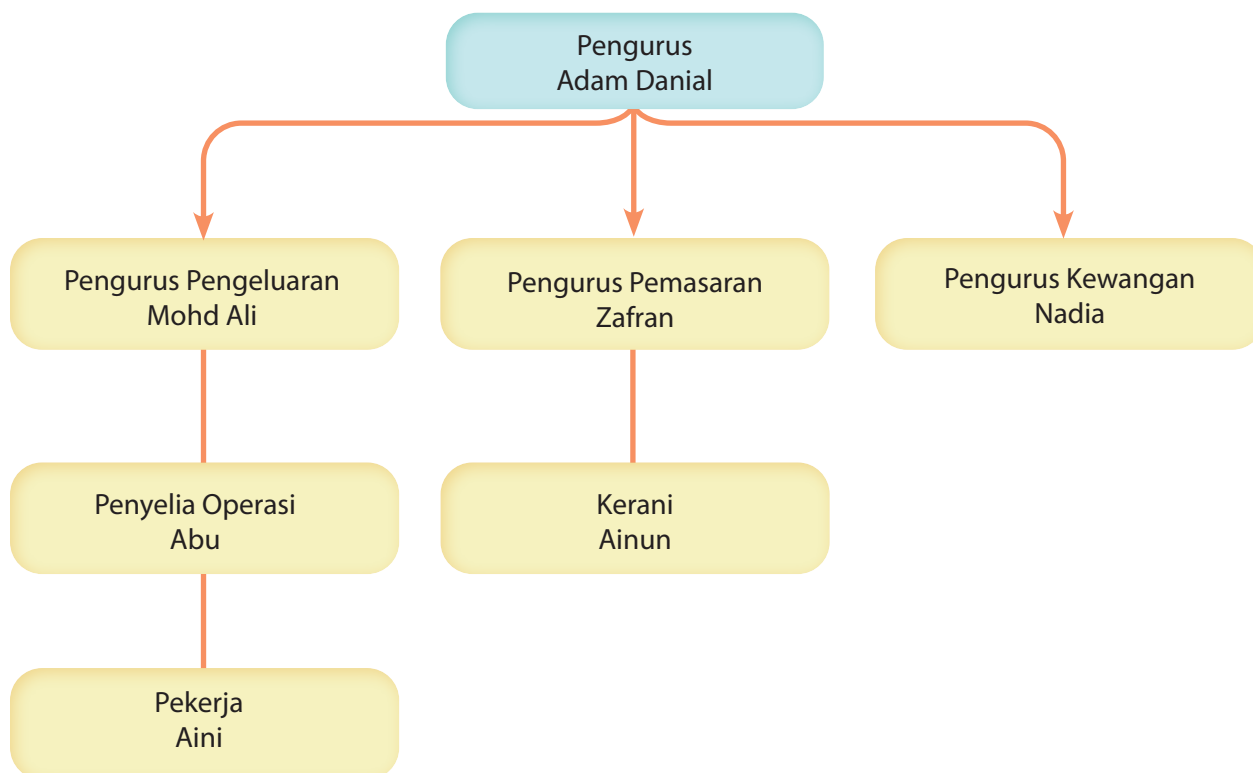 Pengurus
Adam Danial
Pengurus Pengeluaran
Mohd Ali
Pengurus Pemasaran
Zafran
Pengurus Kewangan
Nadia
Penyelia Operasi
Abu
Kerani
Ainun
Pekerja
Aini